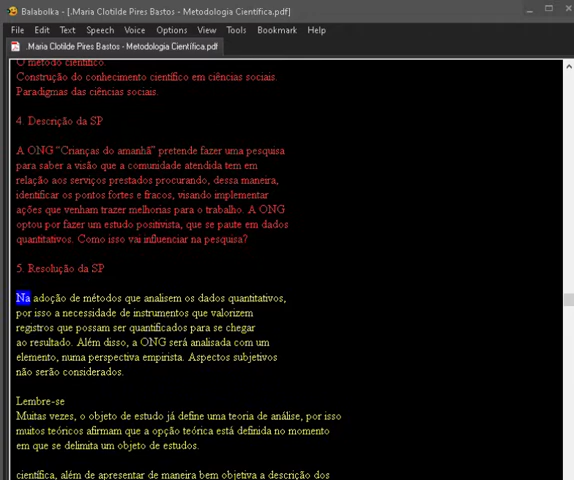 Balabolka - [.Maria Clotilde Pires Bastos - Metodologia Científica.pdf]
File Edit Text Speech Voice Options View Tools Bookmark Help
.Maria Clotilde Pires Bastos - Metodologia Científica.pdf
O método científico.
Construção do conhecimento científico em ciências sociais.
Paradigmas das ciências sociais.
4. Descrição da SP
A ONG “Crianças do amanhã” pretende fazer uma pesquisa
para saber a visão que a comunidade atendida tem em
relação aos serviços prestados procurando, dessa maneira,
identificar os pontos fortes e fracos, visando implementar
ações que venham trazer melhorias para o trabalho. A ONG
optou por fazer um estudo positivista, que se paute em dados
quantitativos. Como isso vai influenciar na pesquisa?
5. Resolução da SP
Na adoção de métodos que analisem os dados quantitativos,
por isso a necessidade de instrumentos que valorizem
registros que possam ser quantificados para se chegar
ao resultado. Além disso, a ONG será analisada com um
elemento, numa perspectiva empirista. Aspectos subjetivos
não serão considerados.
Lembre-se
Muitas vezes, o objeto de estudo já define uma teoria de análise, por isso
muitos teóricos afirmam que a opção teórica está definida no momento
em que se delimita um objeto de estudos.
científica, além de apresentar de maneira bem objetiva a descrição dos